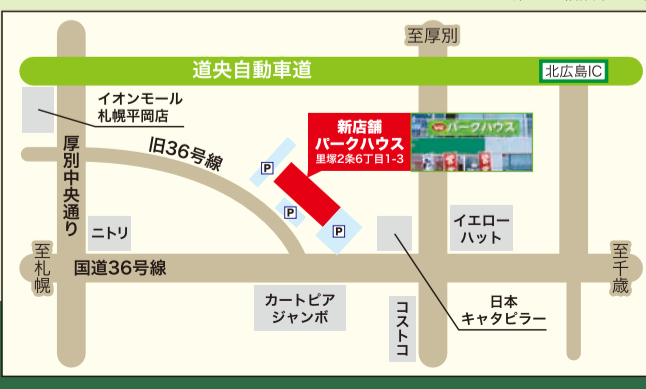 至厚別
道央自動車道
北広島IC
イオンモール
札幌平岡店
新店舗
パークハウス
里塚2条6丁目1-3
パークハウス
旧36号線
厚別中央通り
P
P
P
ニトリ
イエロー
ハット
至札幌
国道36号線
至千歳
カートピア
ジャンボ
コストコ
日本
キャタピラー